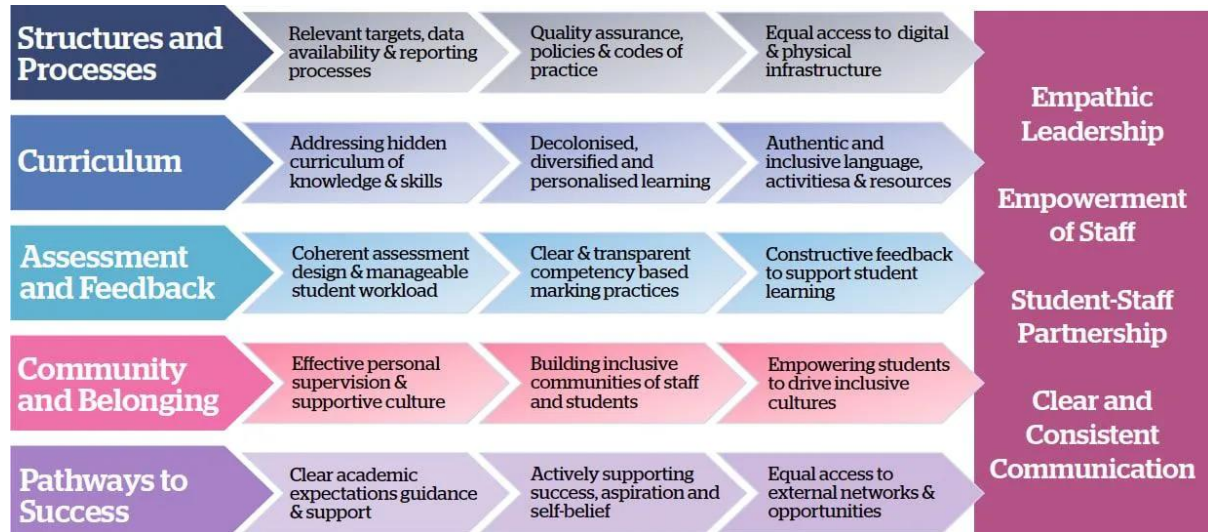 Structures and
Processes
Relevant targets, data
availability & reporting
processes
Quality assurance,
policies & codes of
practice
Equal access to digital
& physical
infrastructure
Curriculum
Addressing hidden
curriculum of
knowledge & skills
Decolonised,
diversified and
personalised learning
Authentic and
inclusive language,
activitiesa & resources
Assessment
and Feedback
Coherent assessment
design & manageable
student workload
Clear & transparent
competency based
marking practices
Constructive feedback
to support student
learning
Community
and Belonging
Effective personal
supervision &
supportive culture
Building inclusive
communities of staff
and students
Empowering students
to drive inclusive
cultures
Pathways to
Success
Clear academic
expectations guidance
& support
Actively supporting
success, aspiration and
self-belief
Equal access to
external networks &
opportunities
Empathic
Leadership
Empowerment
of Staff
Student-Staff
Partnership
Clear and
Consistent
Communication